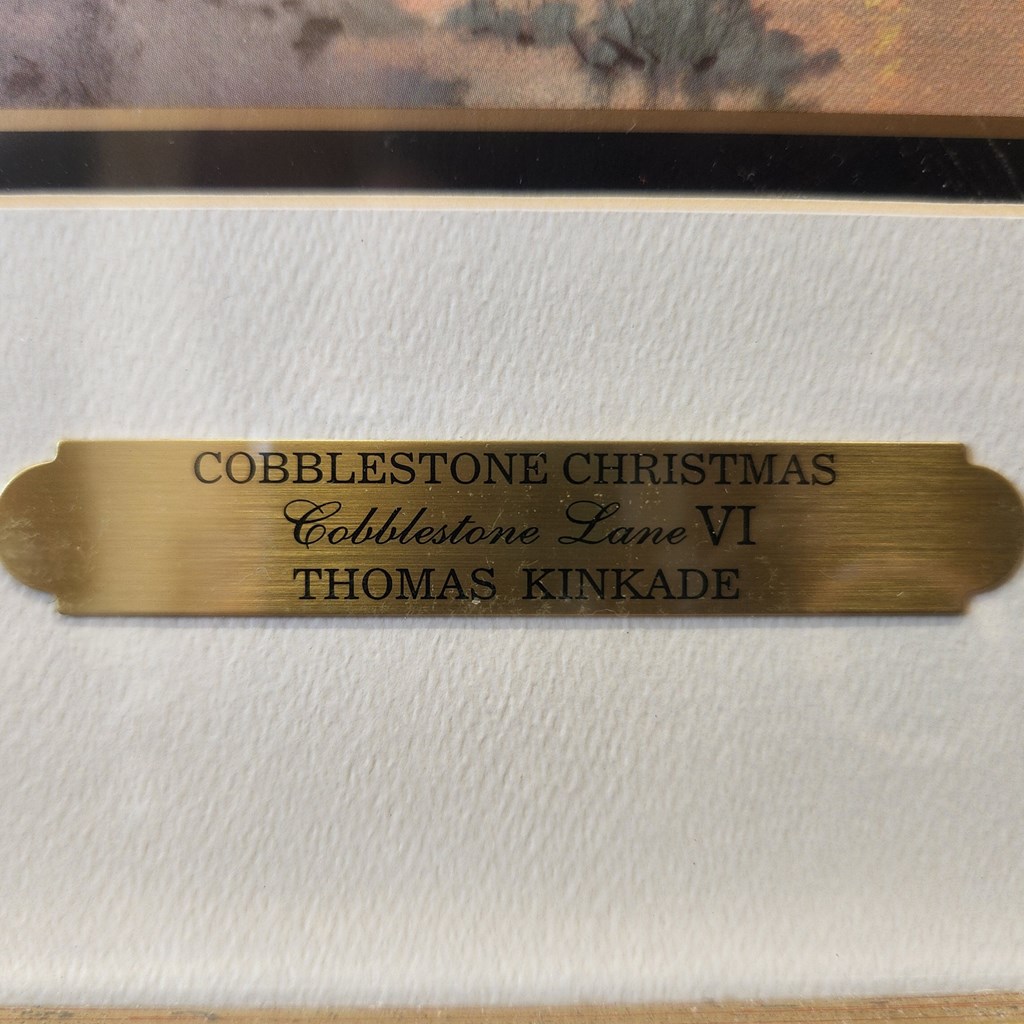 COBBLESTONE CHRISTMAS
Cobblestone Lane VI
THOMAS KINKADE